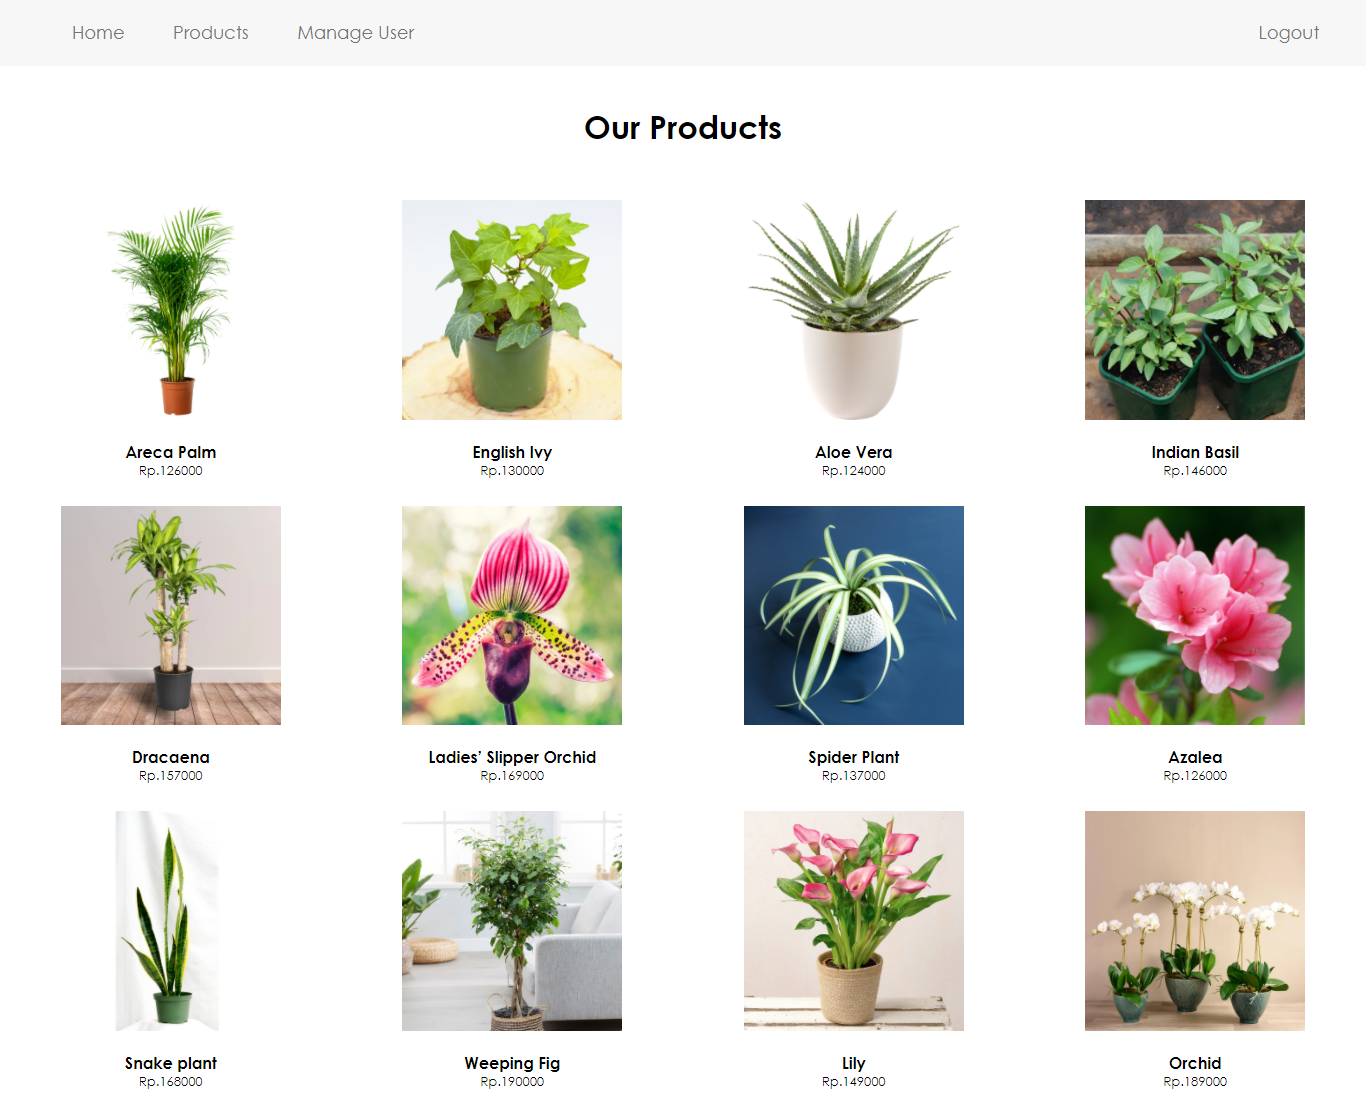 Home Products Manage User Logout
Our Products
Areca Palm
Rp.126000
English Ivy
Rp.130000
Aloe Vera
Rp.124000
Indian Basil
Rp.146000
Dracaena
Rp.157000
Ladies’ Slipper Orchid
Rp.169000
Spider Plant
Rp.137000
Azalea
Rp.126000
Snake plant
Rp.168000
Weeping Fig
Rp.190000
Lily
Rp.149000
Orchid
Rp.189000